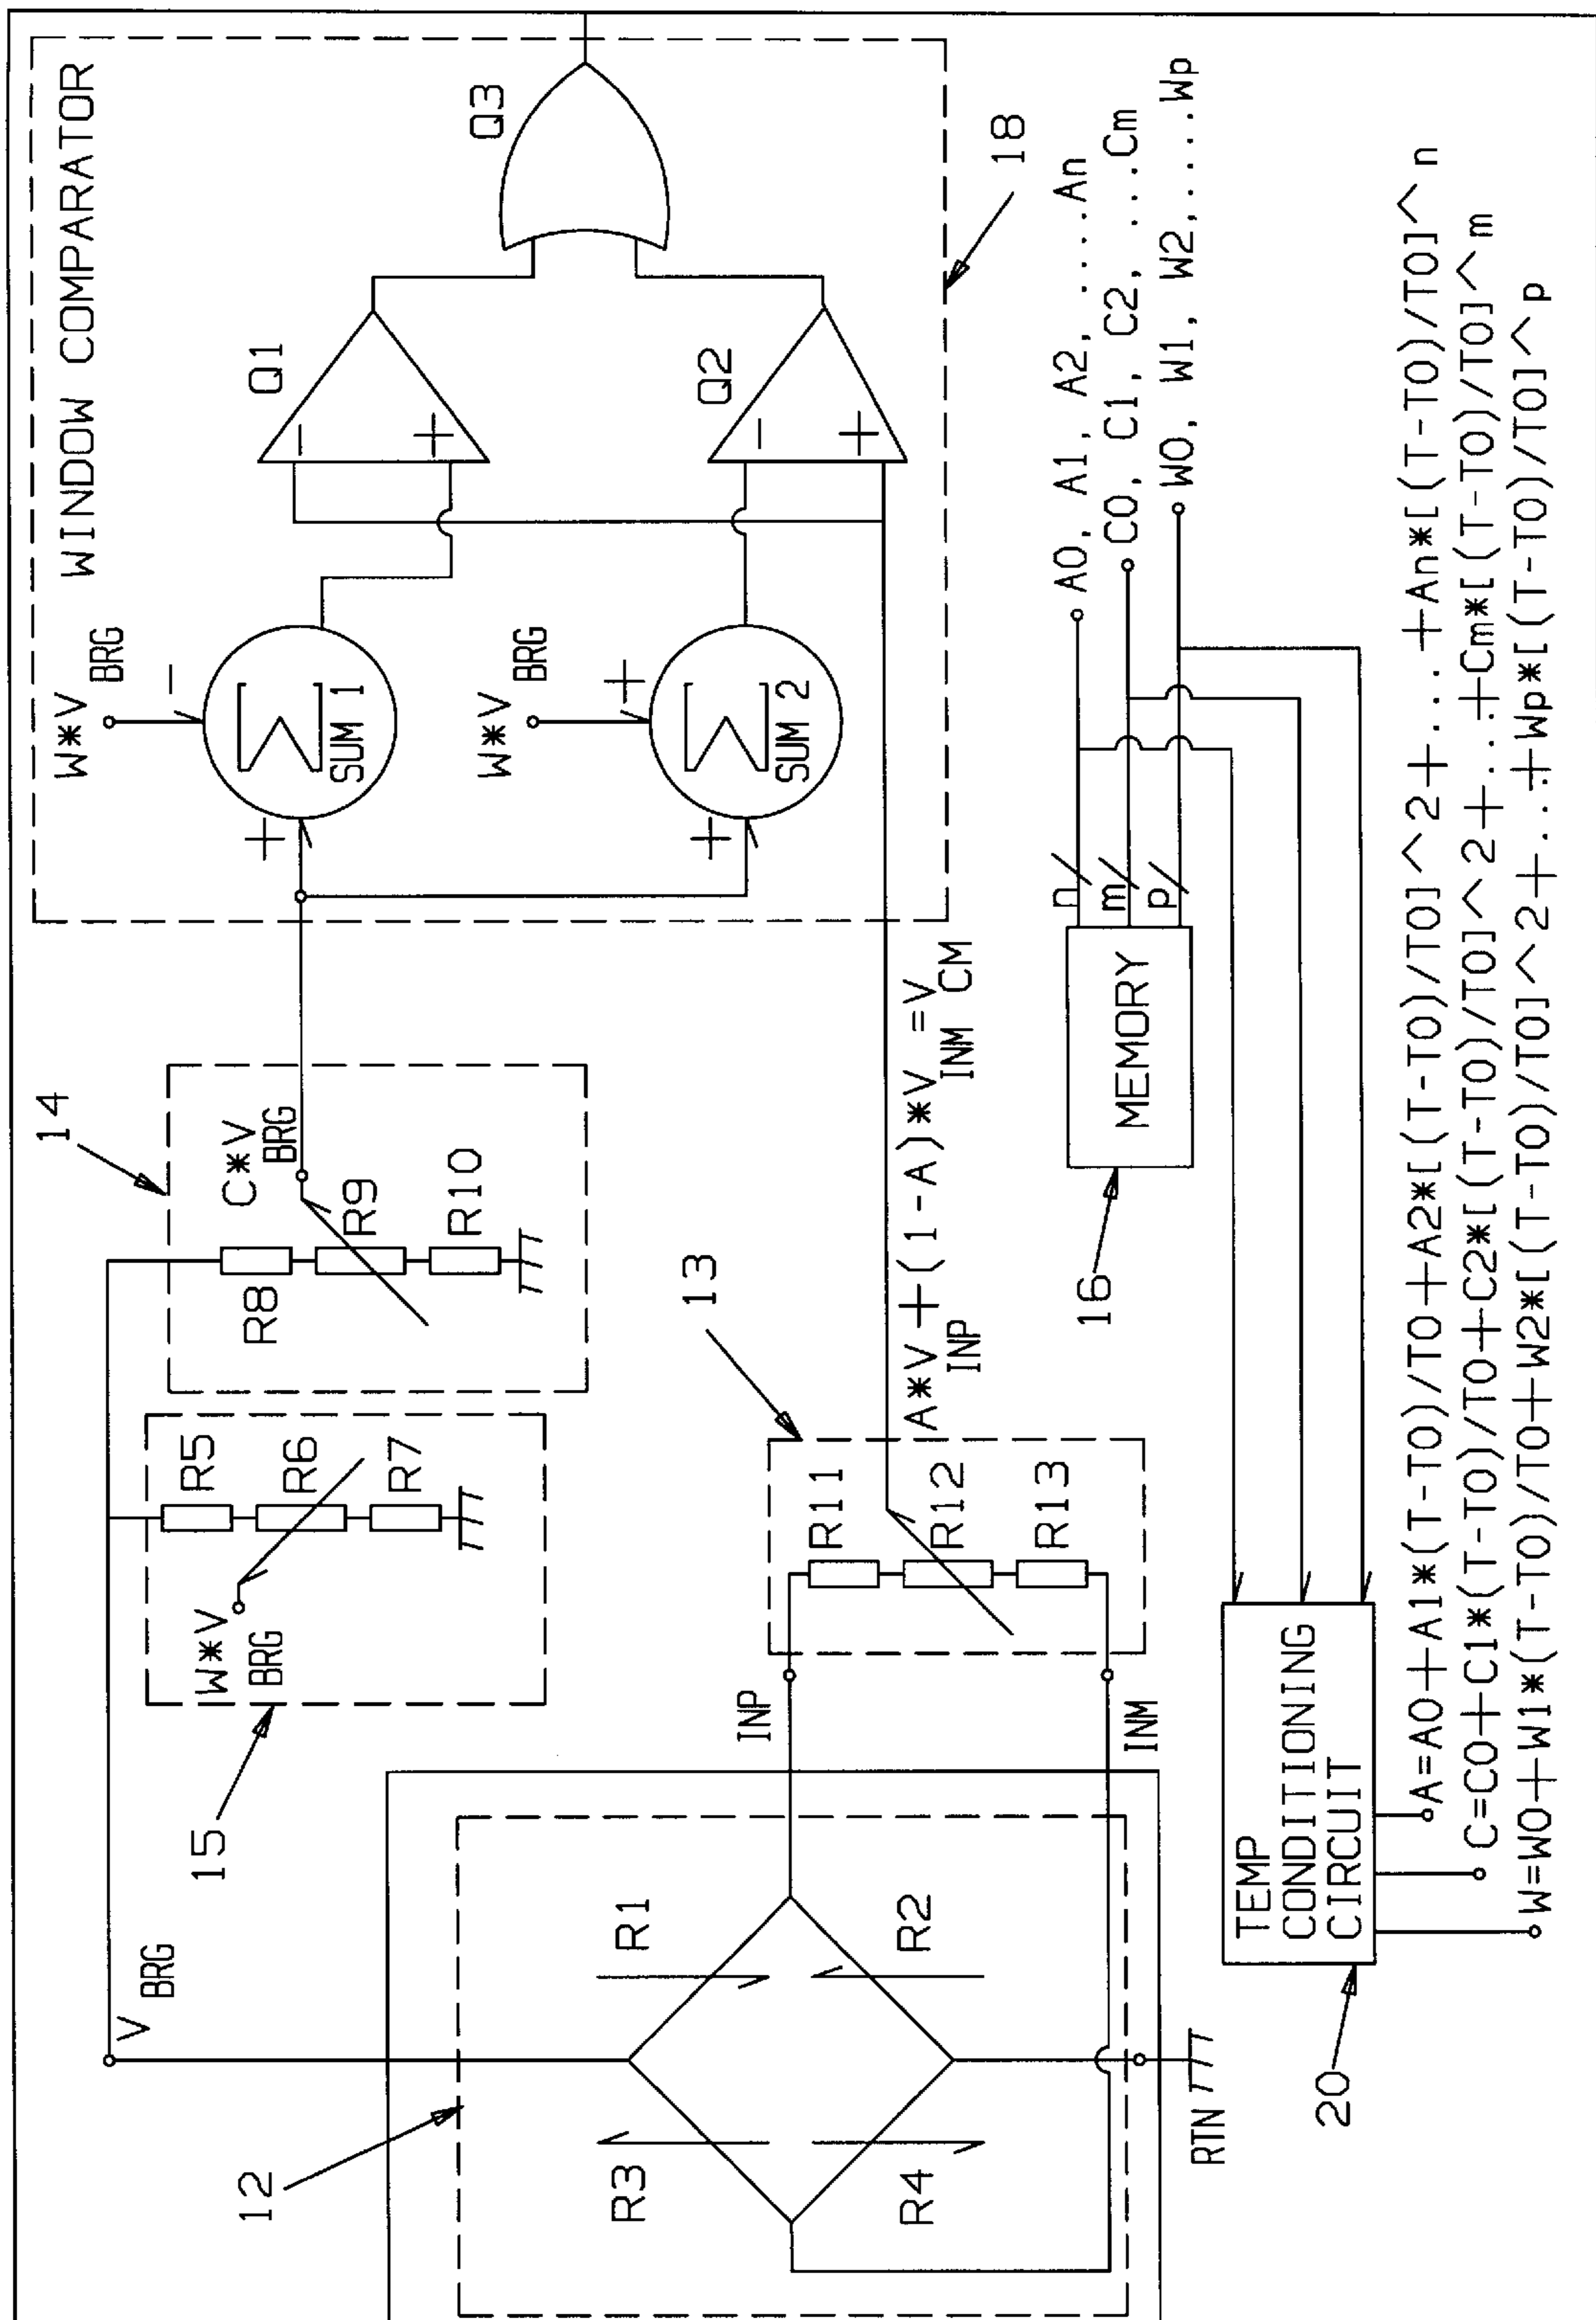 WINDOW COMPARATOR
Q3
Q1
Q2
-
+
-
+
W*V BRG
-
+
Σ
SUM 1
W*V BRG
+
+
Σ
SUM 2
18
14
C*V BRG
R8
R9
R10
15
W*V BRG
R5
R6
R7
V BRG
13
R11
R12
R13
A*V INP +(1-A)*V INM =V CM
INP
INM
12
R1
R2
R3
R4
RTN
MEMORY
16
n
m
p
A0, A1, A2, ....An
C0, C1, C2, ...Cm
W0, W1, W2,....Wp
TEMP
CONDITIONING
CIRCUIT
20
A=A0+A1*(T-T0)/T0+A2*[(T-T0)/T0]^2+....+An*[(T-T0)/T0]^n
C=C0+C1*(T-T0)/T0+C2*[(T-T0)/T0]^2+...+Cm*[(T-T0)/T0]^m
W=W0+W1*(T-T0)/T0+W2*[(T-T0)/T0]^2+...+Wp*[(T-T0)/T0]^p